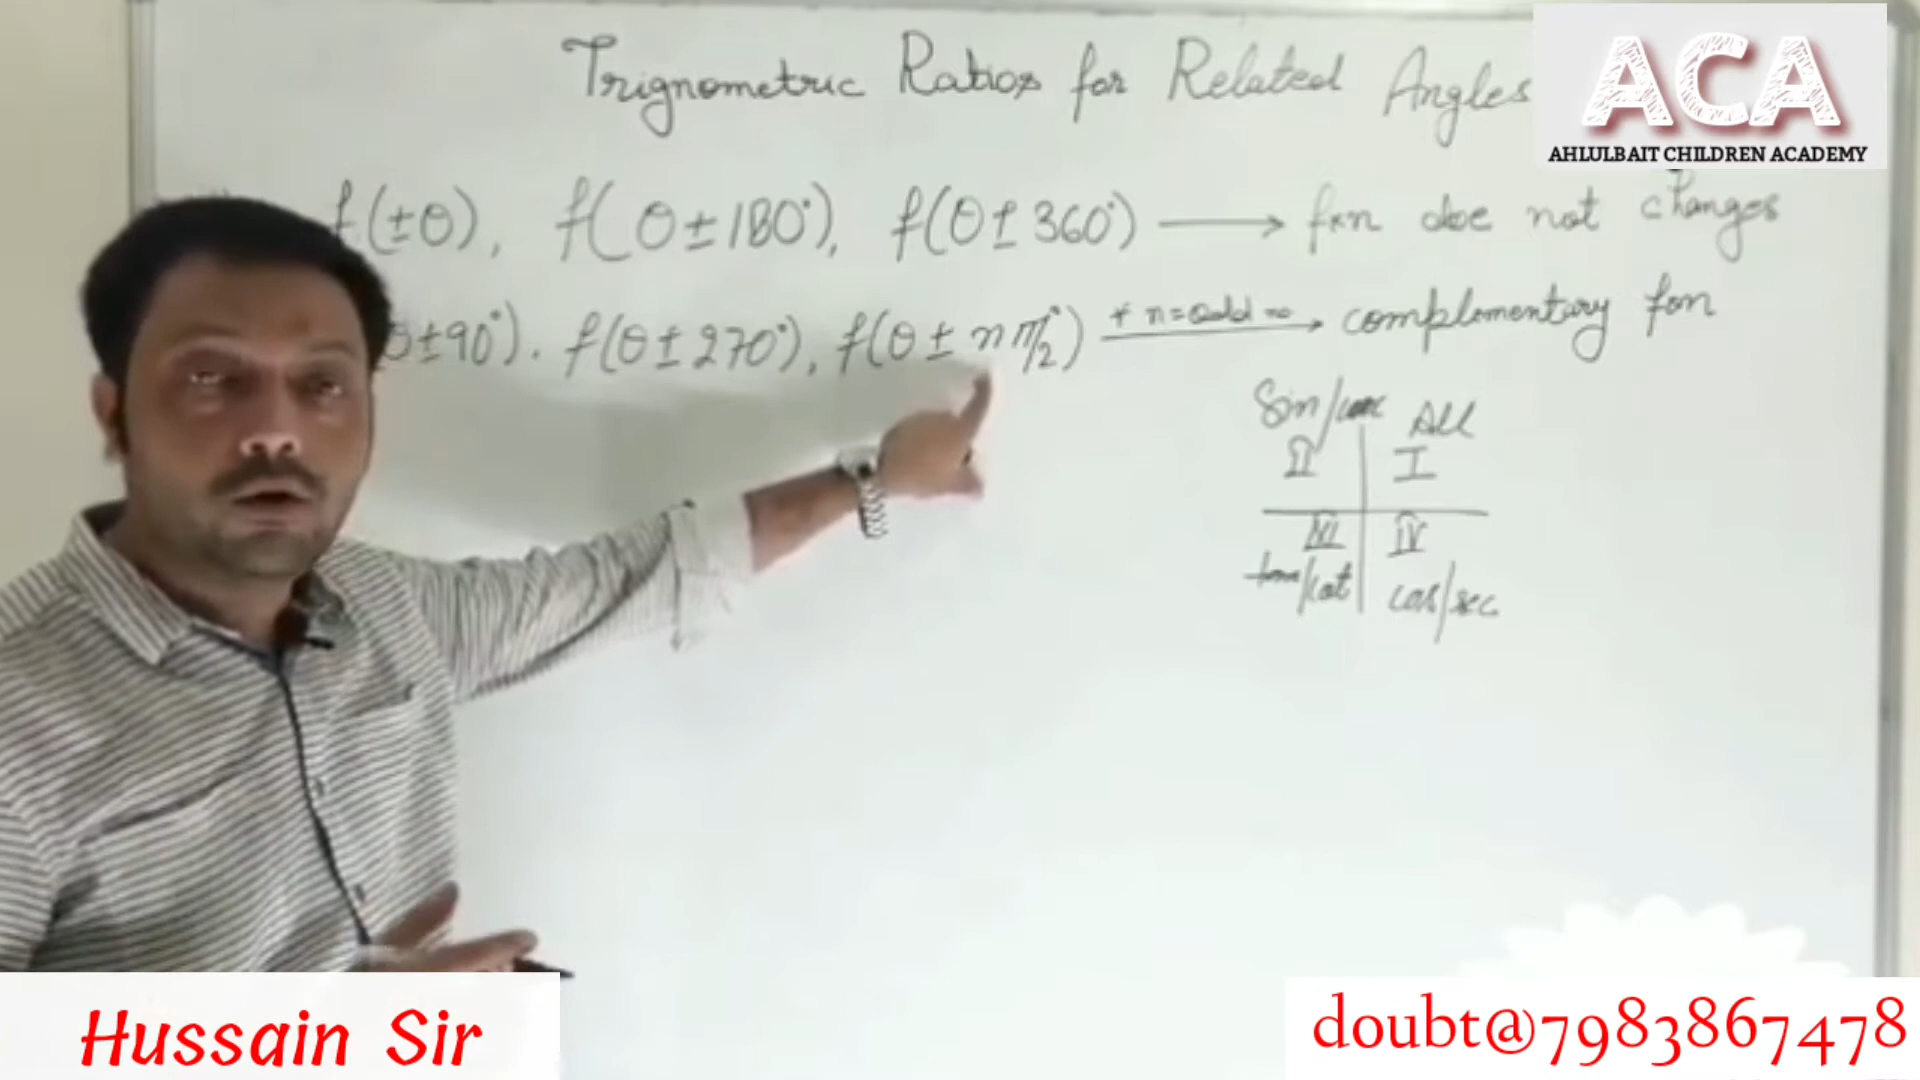 Trignometric Ratios for Related Angles
ACA
AHLULBAIT CHILDREN ACADEMY
f(±θ), f(θ±180°), f(θ±360°) → fxn doe not changes
θ±90°). f(θ±270°), f(θ± nπ/2) * n=odd no → complementary fxn
Sin/cosec All
II I
III IV
tan/cot cos/sec
Hussain Sir
doubt@7983867478